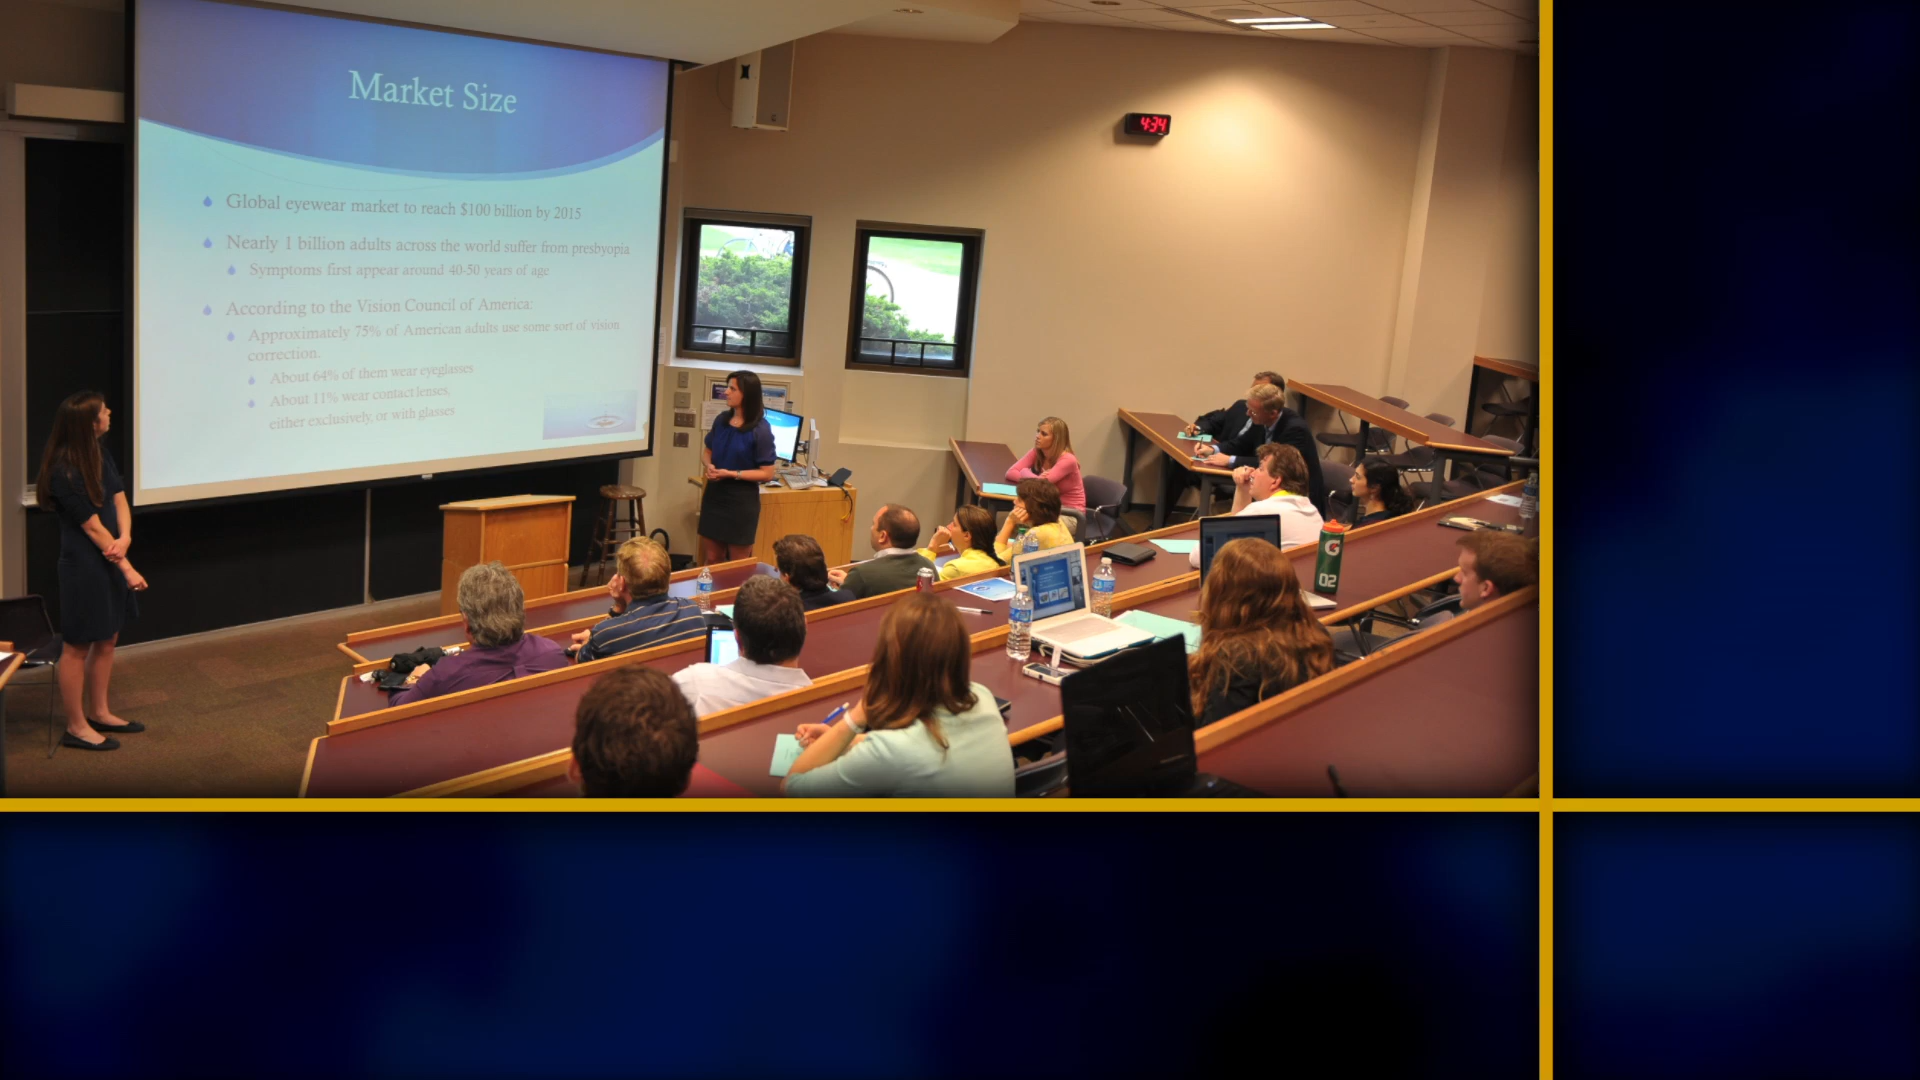 Market Size
Global eyewear market to reach $100 billion by 2015
Nearly 1 billion adults across the world suffer from presbyopia
Symptoms first appear around 40-50 years of age
According to the Vision Council of America:
Approximately 75% of American adults use some sort of vision
correction.
About 64% of them wear eyeglasses
About 11% wear contact lenses,
either exclusively, or with glasses
4:34
G
02